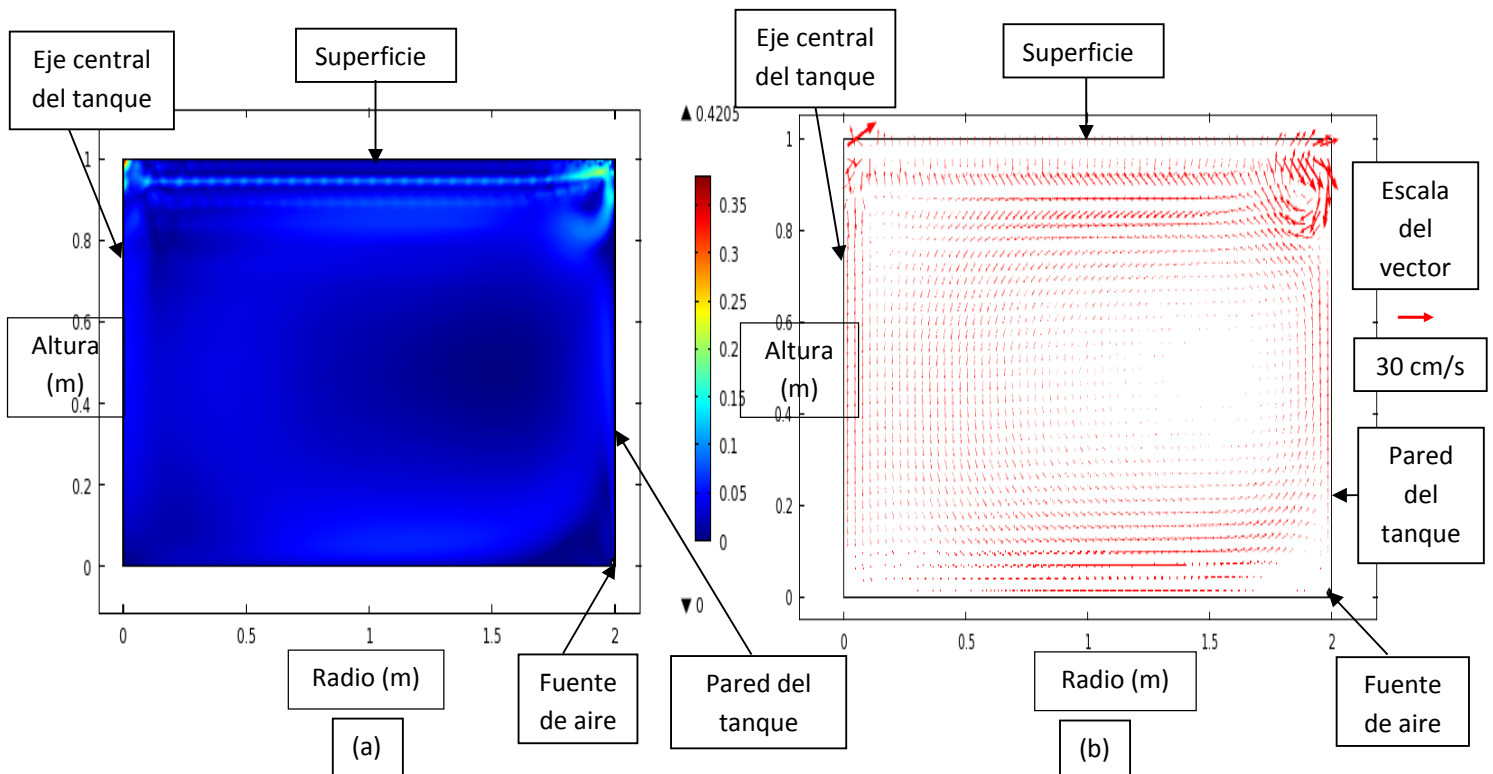 Eje central
del tanque
Superficie
▲ 0.4205
1
0.8
0.6
0.4
0.2
0
Altura
(m)
0
0.5
1
1.5
2
0.35
0.3
0.25
0.2
0.15
0.1
0.05
0
▼ 0
Radio (m)
Fuente
de aire
Pared del
tanque
(a)
Eje central
del tanque
Superficie
1
0.8
0.6
0.4
0.2
0
Altura
(m)
0
0.5
1
1.5
2
Escala
del
vector
30 cm/s
Pared
del
tanque
Radio (m)
Fuente
de aire
(b)